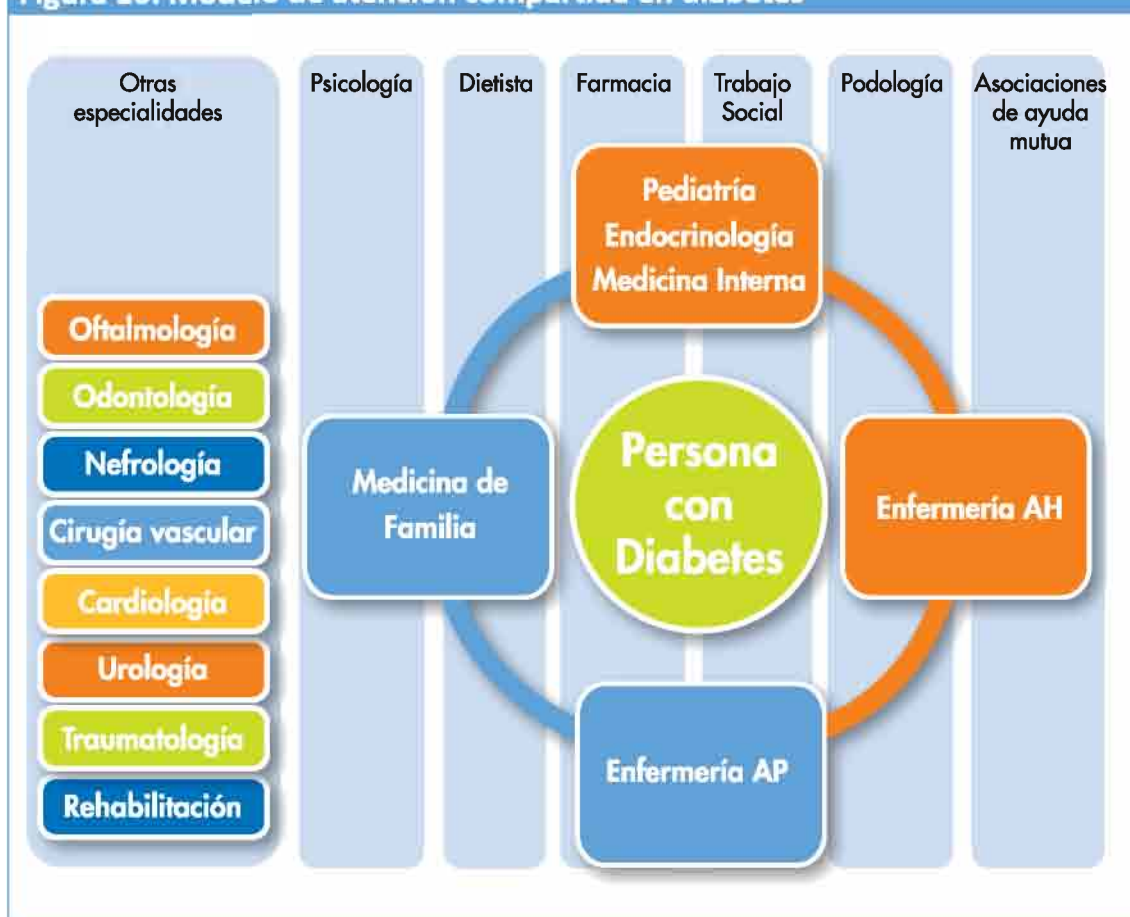 Otras
especialidades
Psicología
Dietista
Farmacia
Trabajo
Social
Podología
Asociaciones
de ayuda
mutua
Pediatría
Endocrinología
Medicina Interna
Oftalmología
Odontología
Nefrología
Cirugía vascular
Cardiología
Urología
Traumatología
Rehabilitación
Medicina de
Familia
Persona
con
Diabetes
Enfermería AH
Enfermería AP